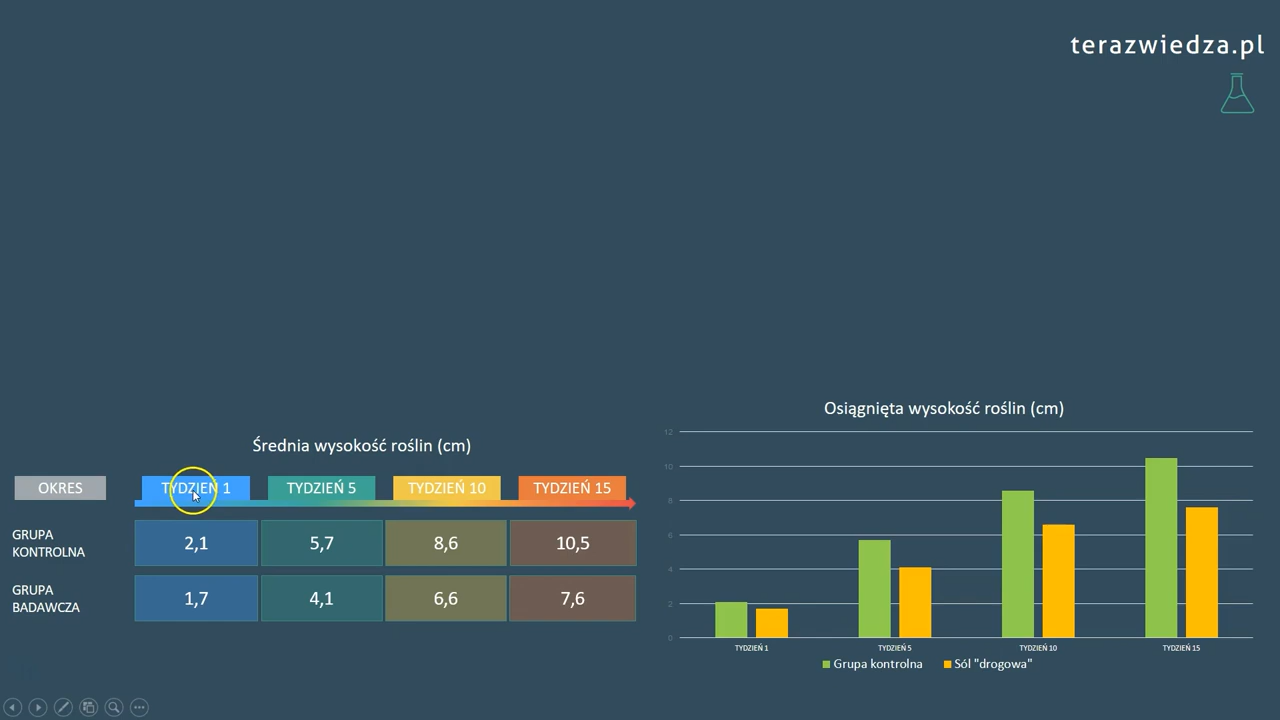 terazwiedza.pl
Średnia wysokość roślin (cm)
OKRES TYDZIEŃ 1 TYDZIEŃ 5 TYDZIEŃ 10 TYDZIEŃ 15
GRUPA
KONTROLNA
2,1 5,7 8,6 10,5
GRUPA
BADAWCZA
1,7 4,1 6,6 7,6
Osiągnięta wysokość roślin (cm)
12
10
8
6
4
2
0
TYDZIEŃ 1 TYDZIEŃ 5 TYDZIEŃ 10 TYDZIEŃ 15
Grupa kontrolna Sól "drogowa"